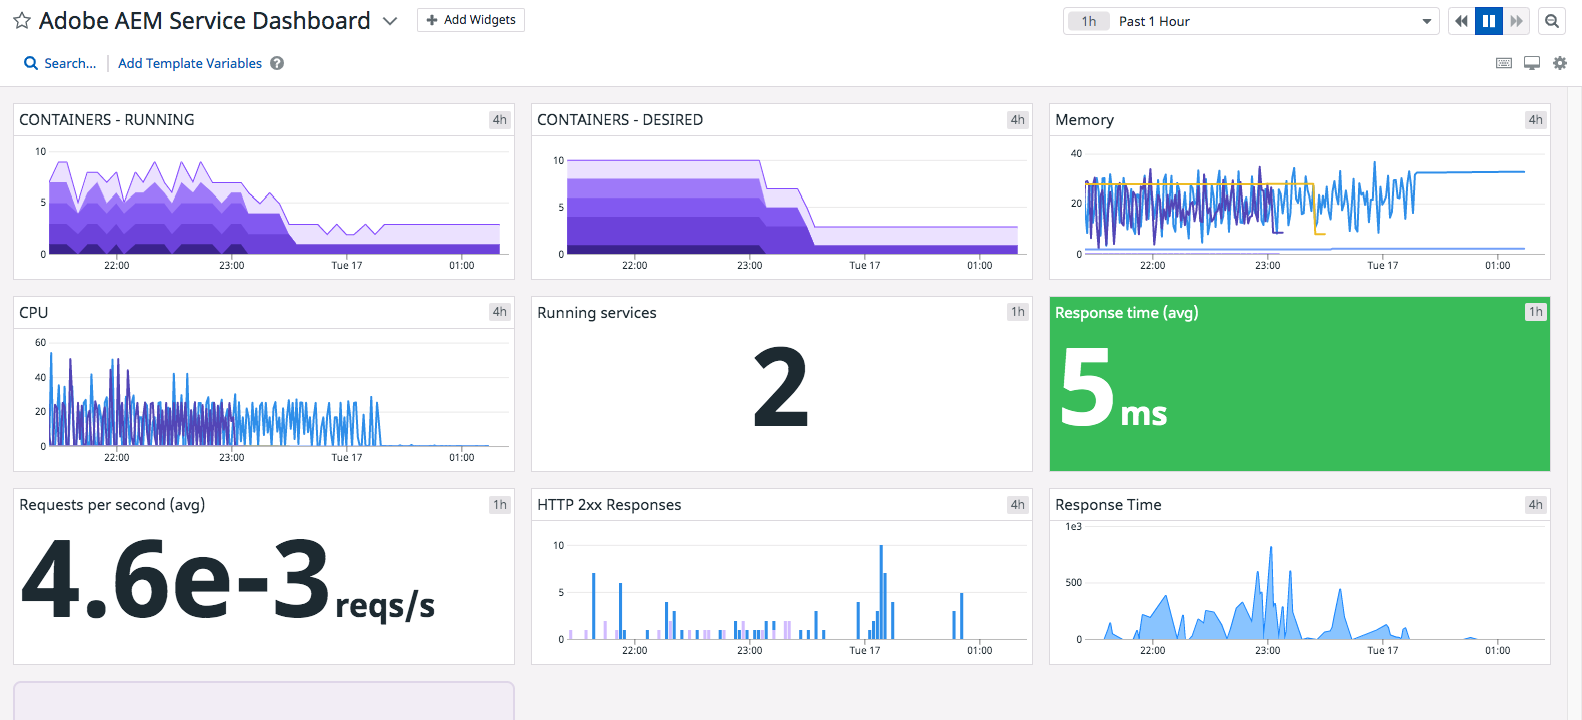 Adobe AEM Service Dashboard
+ Add Widgets
1h Past 1 Hour
Search...
Add Template Variables ?
CONTAINERS - RUNNING 4h
10
5
0
22:00 23:00 Tue 17 01:00
CONTAINERS - DESIRED 4h
10
5
0
22:00 23:00 Tue 17 01:00
Memory 4h
40
20
0
22:00 23:00 Tue 17 01:00
CPU 4h
60
40
20
0
22:00 23:00 Tue 17 01:00
Running services 1h
2
Response time (avg) 1h
5 ms
Requests per second (avg) 1h
4.6e-3 reqs/s
HTTP 2xx Responses 4h
10
5
0
22:00 23:00 Tue 17 01:00
Response Time 4h
1e3
500
0
22:00 23:00 Tue 17 01:00